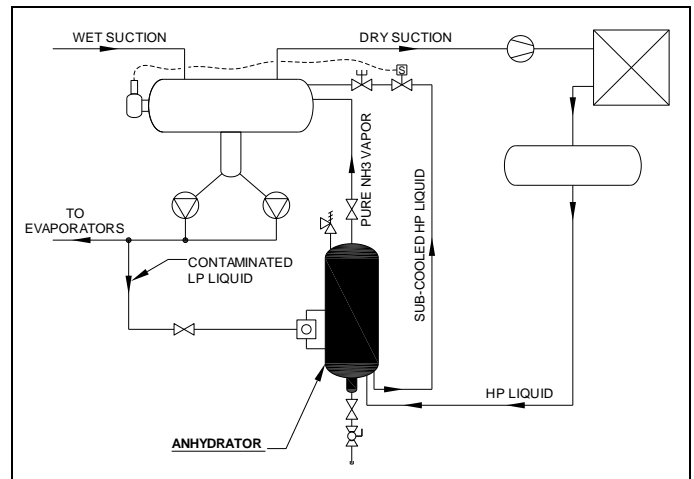 WET SUCTION
DRY SUCTION
S
PURE NH3 VAPOR
SUB-COOLED HP LIQUID
TO
EVAPORATORS
CONTAMINATED
LP LIQUID
HP LIQUID
ANHYDRATOR